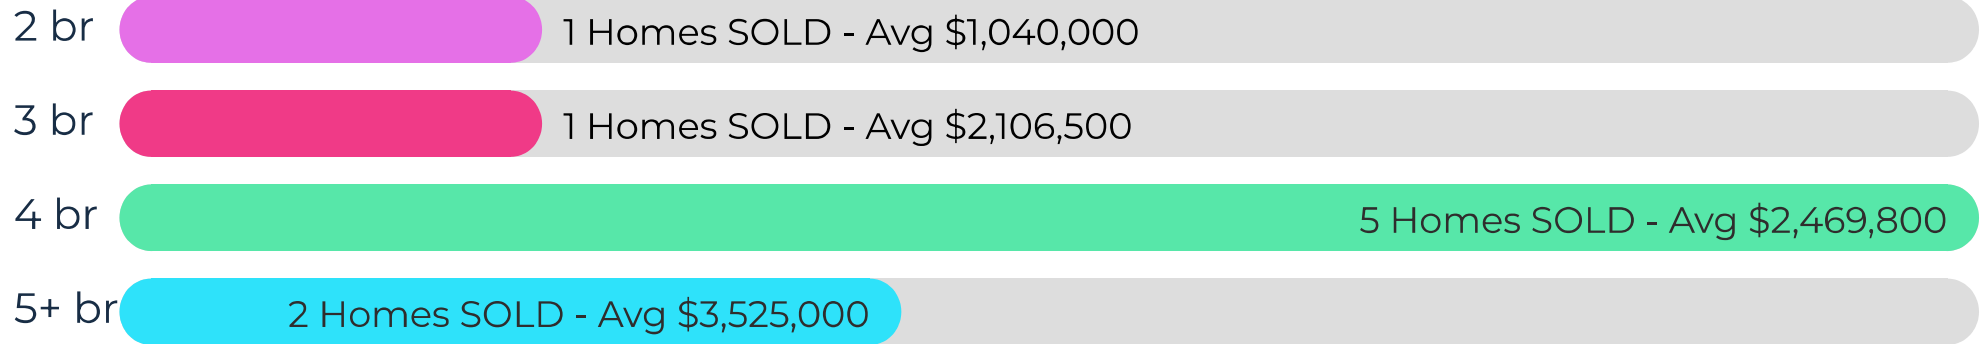 2 br 1 Homes SOLD - Avg $1,040,000
3 br 1 Homes SOLD - Avg $2,106,500
4 br 5 Homes SOLD - Avg $2,469,800
5+ br 2 Homes SOLD - Avg $3,525,000